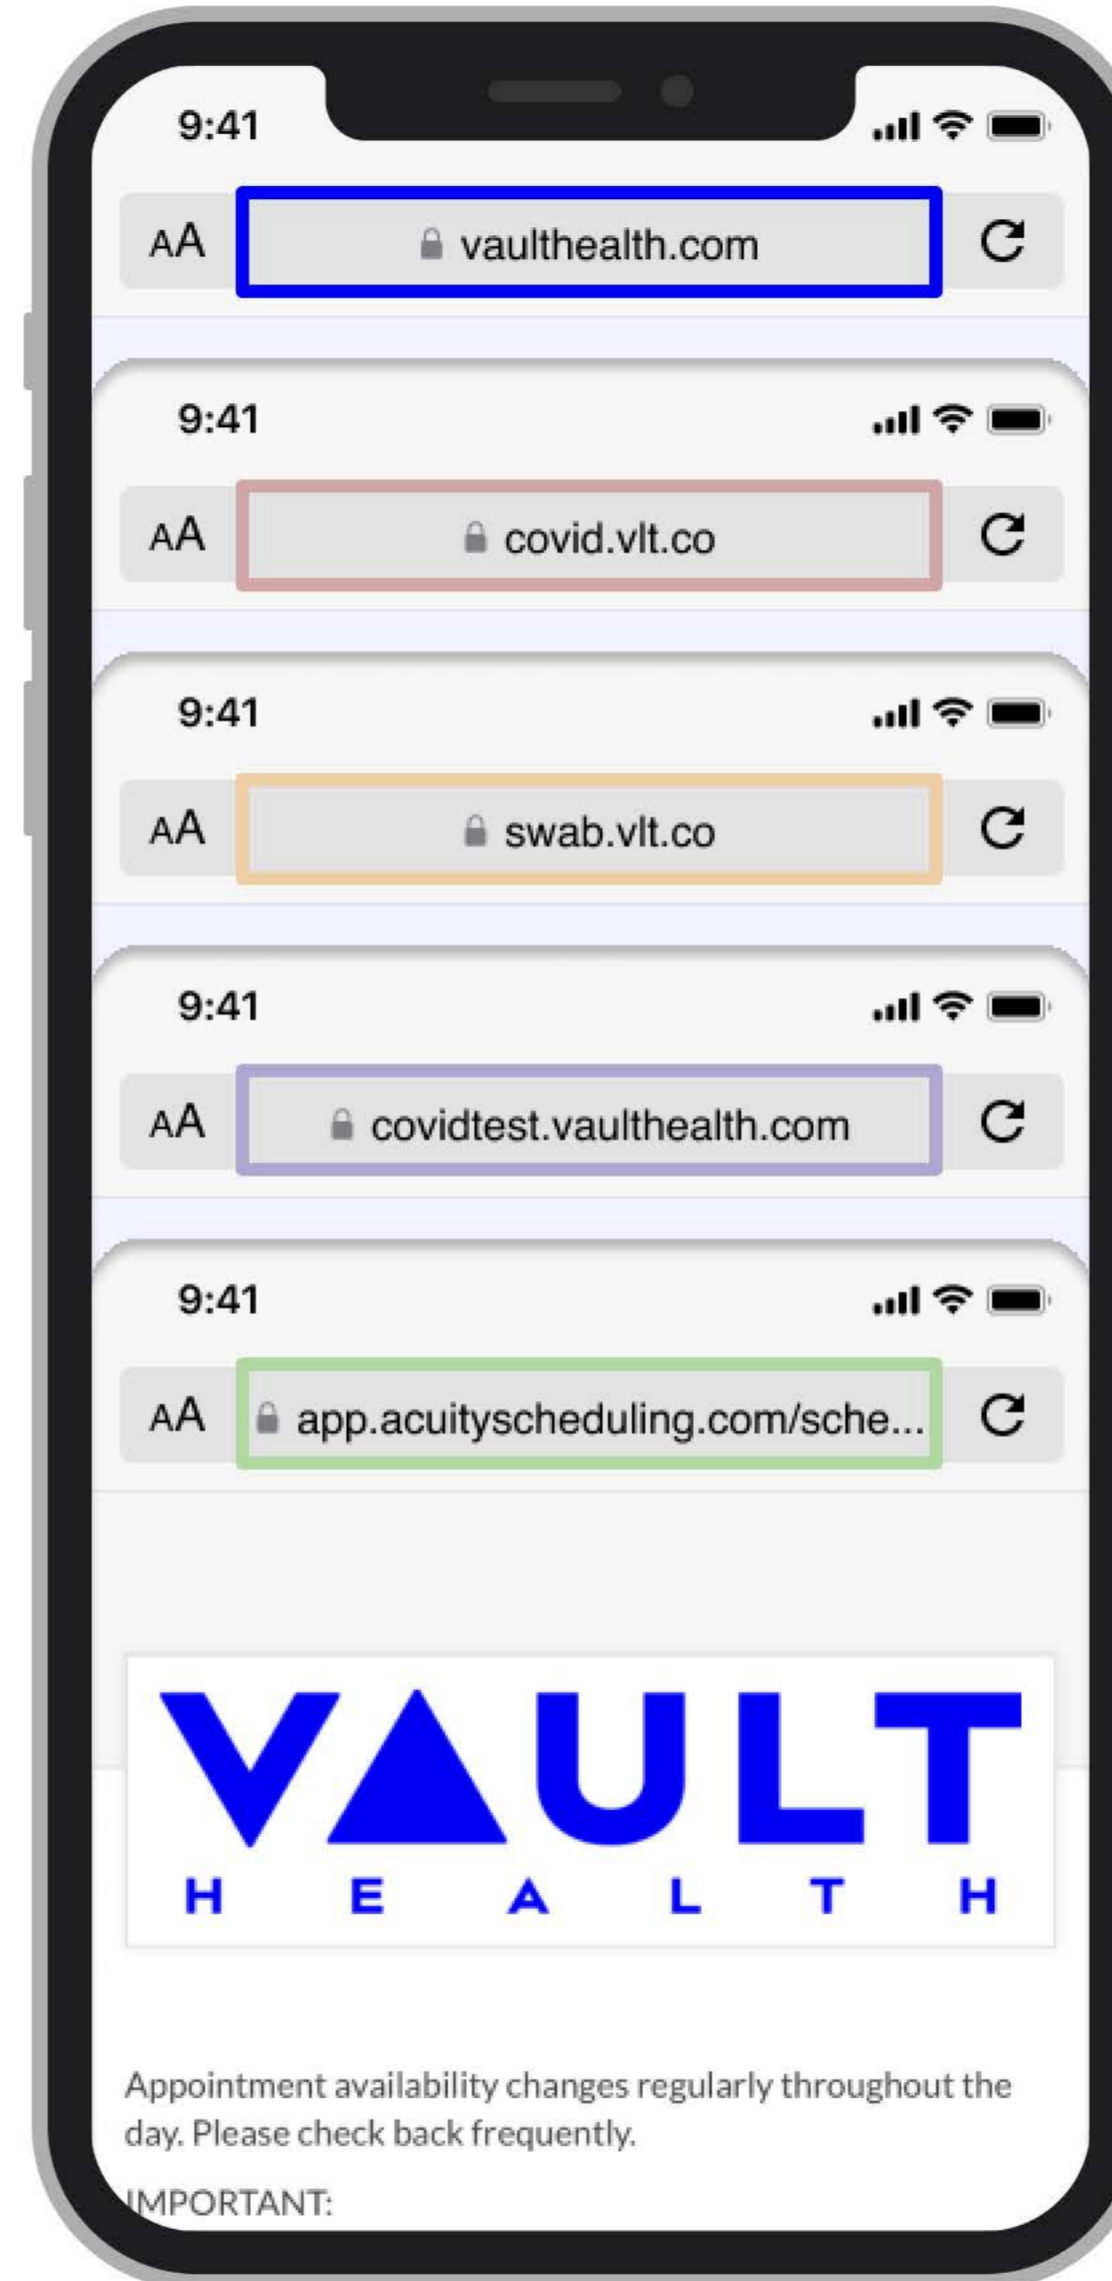 9:41
AA vaulthealth.com
9:41
AA covid.vlt.co
9:41
AA swab.vlt.co
9:41
AA covidtest.vaulthealth.com
9:41
AA app.acuityscheduling.com/sche...
VAULT
HEALTH
Appointment availability changes regularly throughout the
day. Please check back frequently.
IMPORTANT: